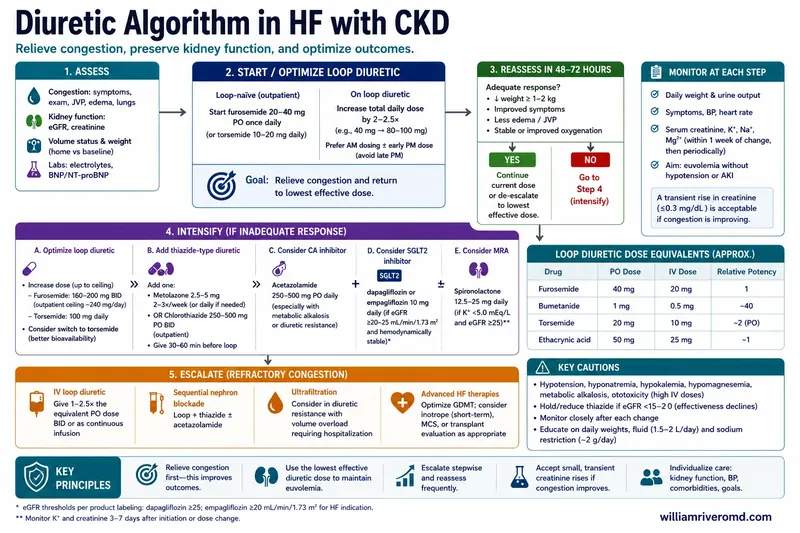 Diuretic Algorithm in HF with CKD
Relieve congestion, preserve kidney function, and optimize outcomes.
1. ASSESS
Congestion: symptoms,
exam, JVP, edema, lungs
Kidney function:
eGFR, creatinine
Volume status & weight
(home vs baseline)
Labs: electrolytes,
BNP/NT-proBNP
2. START / OPTIMIZE LOOP DIURETIC
Loop-naïve (outpatient)
Start furosemide 20–40 mg
PO once daily
(or torsemide 10–20 mg daily)
On loop diuretic
Increase total daily dose
by 2–2.5×
(e.g., 40 mg → 80–100 mg)
Prefer AM dosing ± early PM dose
(avoid late PM)
Goal: Relieve congestion and return
to lowest effective dose.
3. REASSESS IN 48–72 HOURS
Adequate response?
• ↓ weight ≥ 1–2 kg
• Improved symptoms
• Less edema / JVP
• Stable or improved oxygenation
YES
Continue
current dose
or de-escalate
to lowest
effective dose.
NO
Go to
Step 4
(intensify)
MONITOR AT EACH STEP
Daily weight & urine output
Symptoms, BP, heart rate
Serum creatinine, K⁺, Na⁺,
Mg²⁺ (within 1 week of change,
then periodically)
Aim: euvolemia without
hypotension or AKI
A transient rise in creatinine
(≤0.3 mg/dL) is acceptable
if congestion is improving.
4. INTENSIFY (IF INADEQUATE RESPONSE)
A. Optimize loop diuretic
• Increase dose (up to ceiling)
– Furosemide: 160–200 mg BID
(outpatient ceiling ~240 mg/day)
– Torsemide: 100 mg daily
• Consider switch to torsemide
(better bioavailability)
»
B. Add thiazide-type diuretic
Add one:
• Metolazone 2.5–5 mg
2–3×/week (or daily if needed)
• OR Chlorothiazide 250–500 mg
PO BID
(outpatient)
• Give 30–60 min before loop
»
C. Consider CA inhibitor
Acetazolamide
250–500 mg PO daily
(especially with
metabolic alkalosis
or diuretic resistance)
+
D. Consider SGLT2
inhibitor
SGLT2
dapagliflozin or
empagliflozin 10 mg
daily (if eGFR
≥20–25 mL/min/1.73 m²
and hemodynamically
stable)*
±
E. Consider MRA
Spironolactone
12.5–25 mg daily
(if K⁺ <5.0 mEq/L
and eGFR ≥25)**
LOOP DIURETIC DOSE EQUIVALENTS (APPROX.)
Drug PO Dose IV Dose Relative Potency
Furosemide 40 mg 20 mg 1
Bumetanide 1 mg 0.5 mg ~40
Torsemide 20 mg 10 mg ~2 (PO)
Ethacrynic acid 50 mg 25 mg ~1
5. ESCALATE (REFRACTORY CONGESTION)
IV loop diuretic
Give 1–2.5× the
equivalent PO dose
BID or as continuous
infusion
Sequential nephron
blockade
Loop + thiazide ±
acetazolamide
Ultrafiltration
Consider in diuretic
resistance with
volume overload
requiring hospitalization
Advanced HF therapies
Optimize GDMT; consider
inotrope (short-term),
MCS, or transplant
evaluation as appropriate
KEY CAUTIONS
• Hypotension, hyponatremia, hypokalemia, hypomagnesemia,
metabolic alkalosis, ototoxicity (high IV doses)
• Hold/reduce thiazide if eGFR <15–2 0 (effectiveness declines)
• Monitor closely after each change
• Educate on daily weights, fluid (1.5–2 L/day) and sodium
restriction (~2 g/day)
KEY
PRINCIPLES
Relieve congestion
first—this improves
outcomes.
Use the lowest effective
diuretic dose to maintain
euvolemia.
Escalate stepwise
and reassess
frequently.
Accept small, transient
creatinine rises if
congestion improves.
Individualize care:
kidney function, BP,
comorbidities, goals.
* eGFR thresholds per product labeling: dapagliflozin ≥25; empagliflozin ≥20 mL/min/1.73 m² for HF indication.
** Monitor K⁺ and creatinine 3–7 days after initiation or dose change.
williamriveromd.com